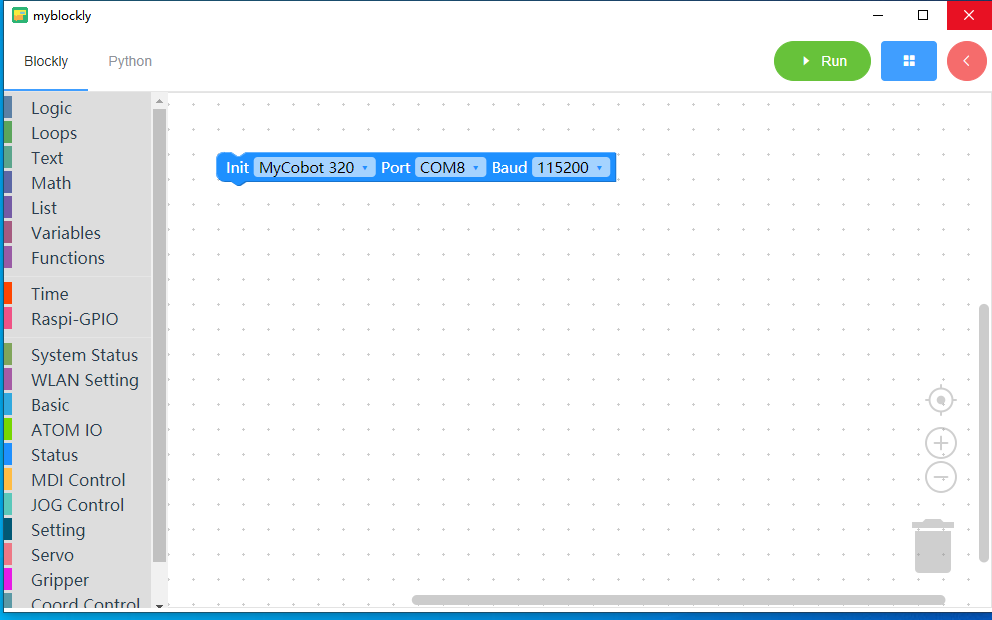 myblockly
Blockly Python Run
Logic
Loops
Text
Math
List
Variables
Functions
Time
Raspi-GPIO
System Status
WLAN Setting
Basic
ATOM IO
Status
MDI Control
JOG Control
Setting
Servo
Gripper
Coord Control
Init MyCobot 320 Port COM8 Baud 115200